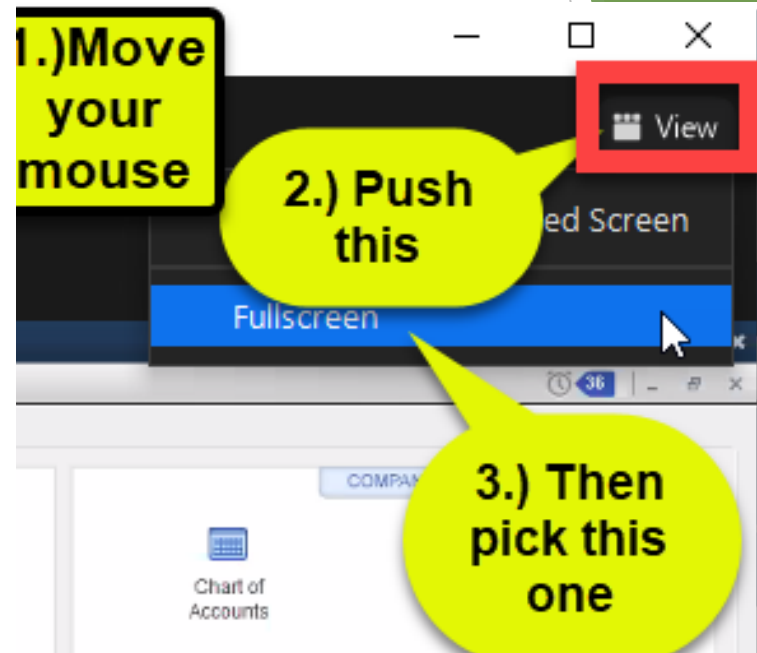 1.)Move
your
mouse
View
2.) Push
this
ed Screen
Fullscreen
36
COMPAN
3.) Then
pick this
one
Chart of
Accounts